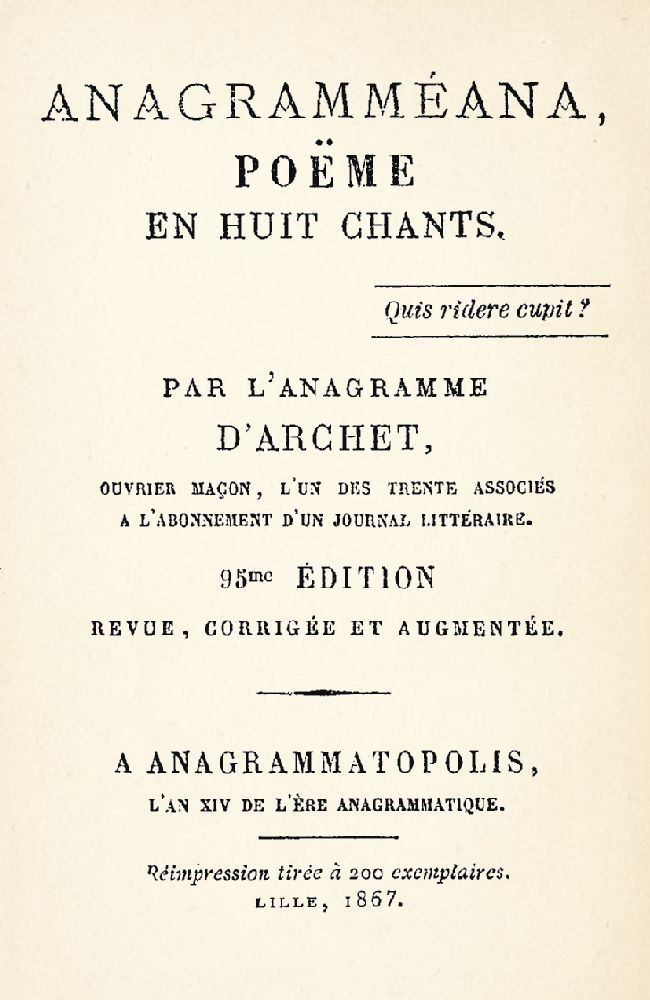 ANAGRAMMÉANA,
POËME
EN HUIT CHANTS.
Quis ridere cupit ?
PAR L'ANAGRAMME
D'ARCHET,
OUVRIER MAÇON, L'UN DES TRENTE ASSOCIÉS
A L'ABONNEMENT D'UN JOURNAL LITTÉRAIRE.
95me ÉDITION
REVUE, CORRIGÉE ET AUGMENTÉE.
A ANAGRAMMATOPOLIS,
L'AN XIV DE L'ÈRE ANAGRAMMATIQUE.
Réimpression tirée à 200 exemplaires.
LILLE, 1867.